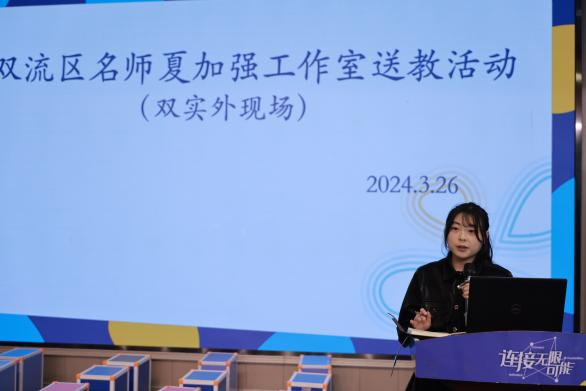 双流区名师夏加强工作室送教活动
（双实外现场）
2024.3.26
连接无限
可能